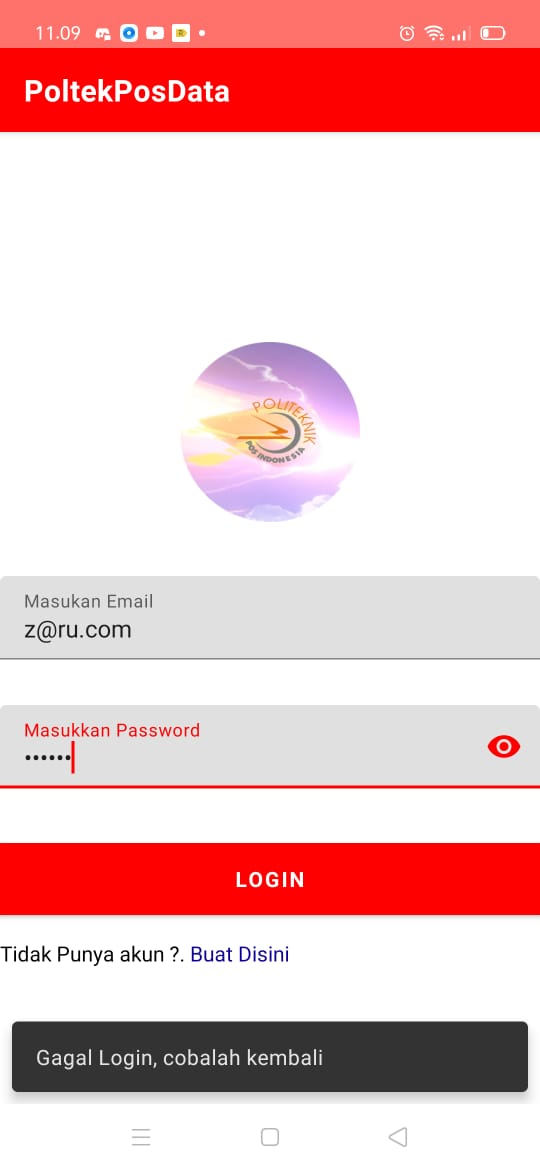 11.09
PoltekPosData
POLITEKNIK
POS INDONESIA
Masukan Email
z@ru.com
Masukkan Password
••••••
LOGIN
Tidak Punya akun ?. Buat Disini
Gagal Login, cobalah kembali